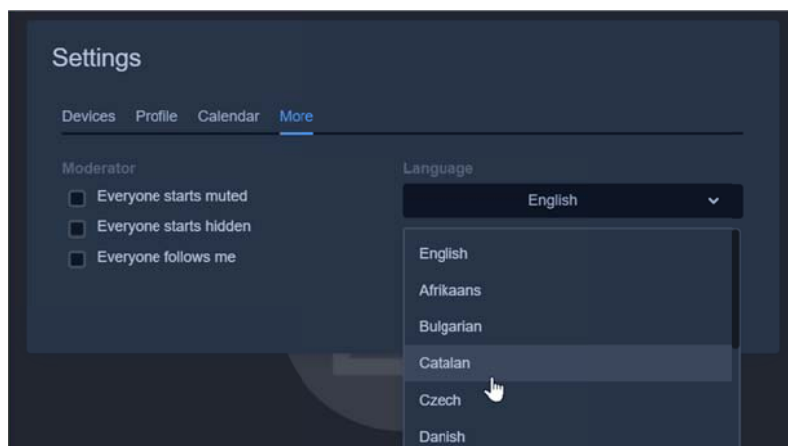 Settings
Devices Profile Calendar More
Moderator
Everyone starts muted
Everyone starts hidden
Everyone follows me
Language
English
English
Afrikaans
Bulgarian
Catalan
Czech
Danish